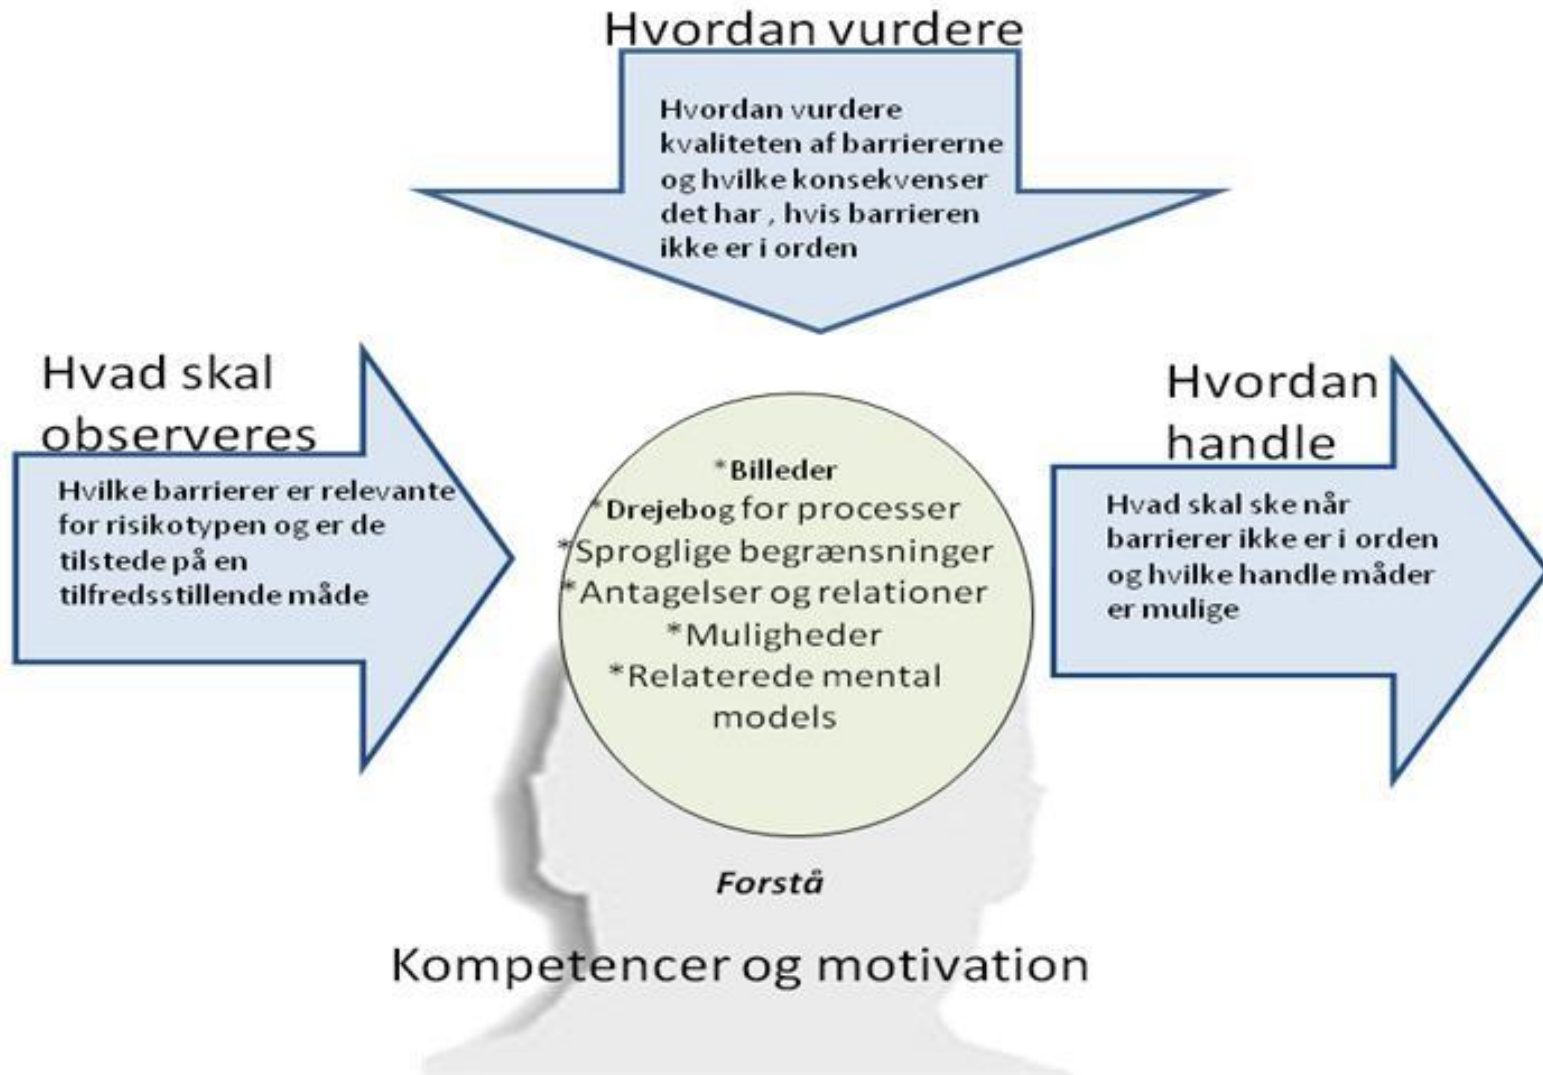 Hvordan vurdere
Hvordan vurdere
kvaliteten af barriererne
og hvilke konsekvenser
det har , hvis barrieren
ikke er i orden
Hvad skal
observeres
Hvilke barrierer er relevante
for risikotypen og er de
tilstede på en
tilfredsstillende måde
*Billeder
*Drejebog for processer
*Sproglige begrænsninger
*Antagelser og relationer
*Muligheder
*Relaterede mental
models
Hvordan
handle
Hvad skal ske når
barrierer ikke er i orden
og hvilke handle måder
er mulige
Forstå
Kompetencer og motivation